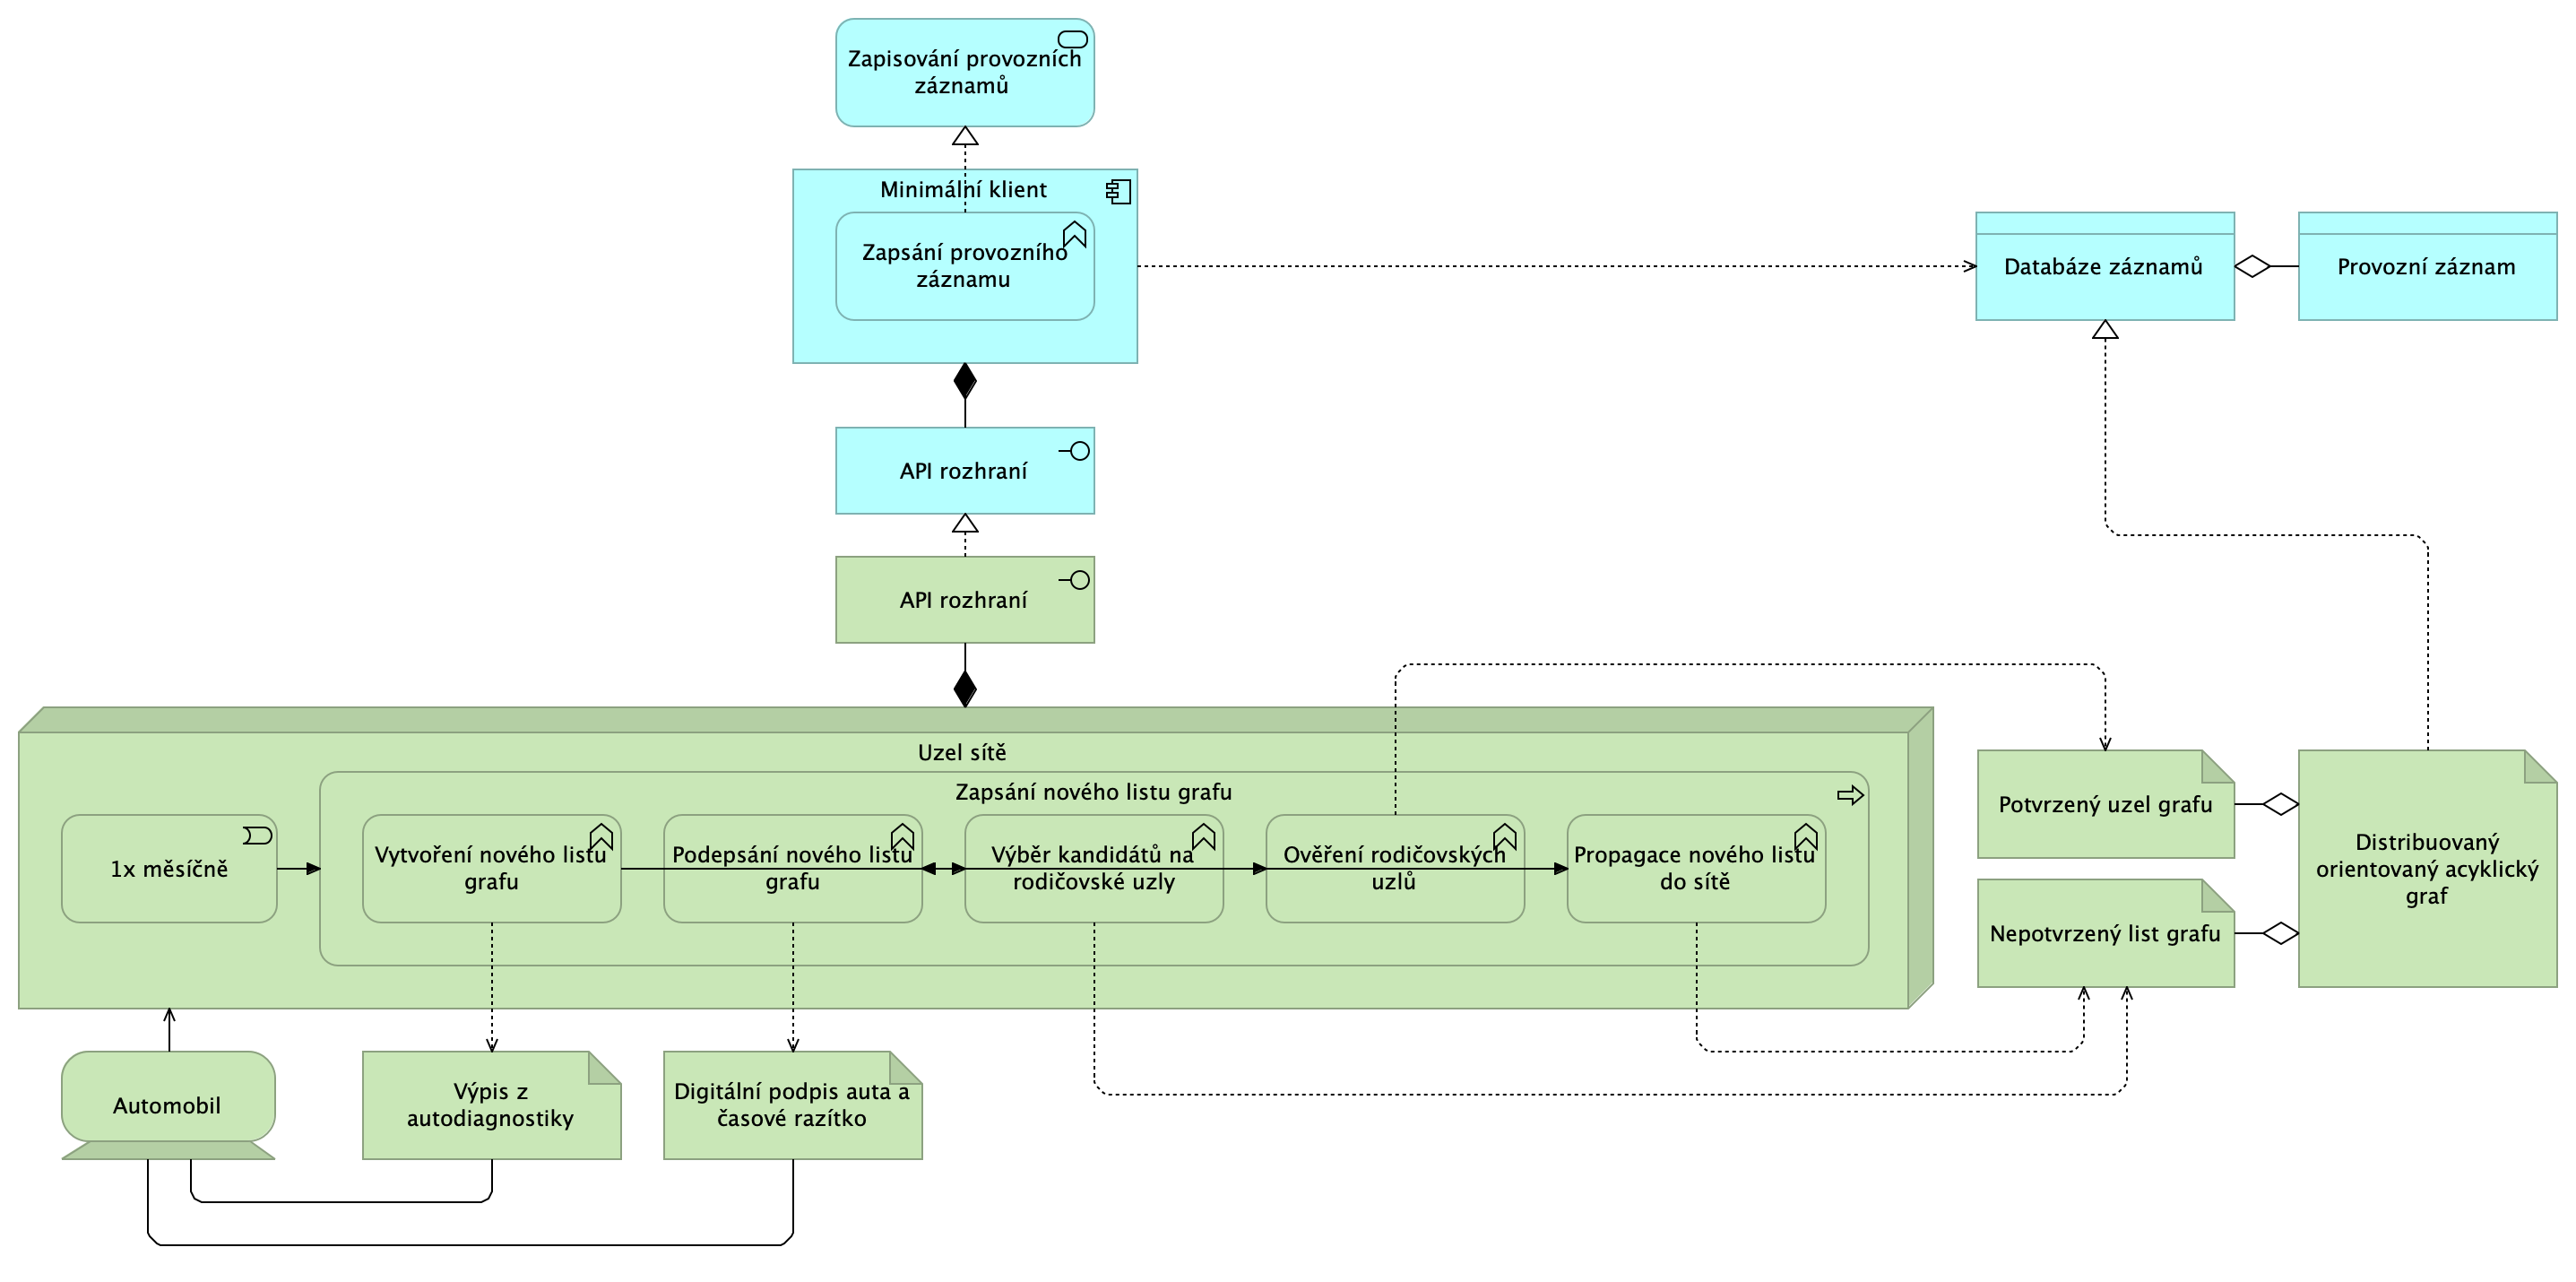 Zapisování provozních
záznamů
Minimální klient
Zapsání provozního
záznamu
Databáze záznamů
Provozní záznam
API rozhraní
API rozhraní
Uzel sítě
Zapsání nového listu grafu
1x měsíčně
Vytvoření nového listu
grafu
Podepsání nového listu
grafu
Výběr kandidátů na
rodičovské uzly
Ověření rodičovských
uzlů
Propagace nového listu
do sítě
Potvrzený uzel grafu
Nepotvrzený list grafu
Distribuovaný
orientovaný acyklický
graf
Automobil
Výpis z
autodiagnostiky
Digitální podpis auta a
časové razítko